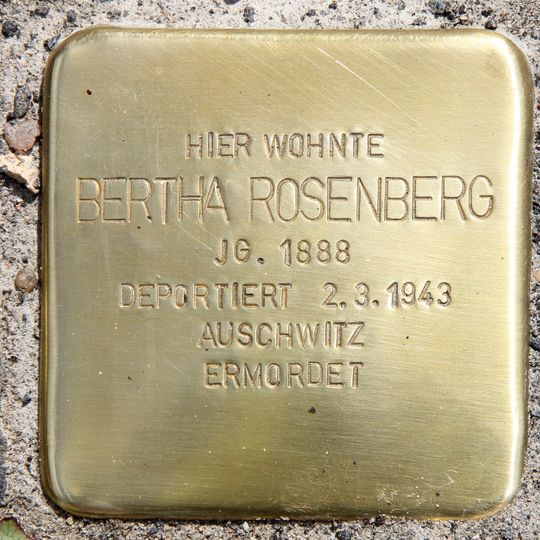 HIER WOHNTE
BERTHA ROSENBERG
JG. 1888
DEPORTIERT 2.3.1943
AUSCHWITZ
ERMORDET